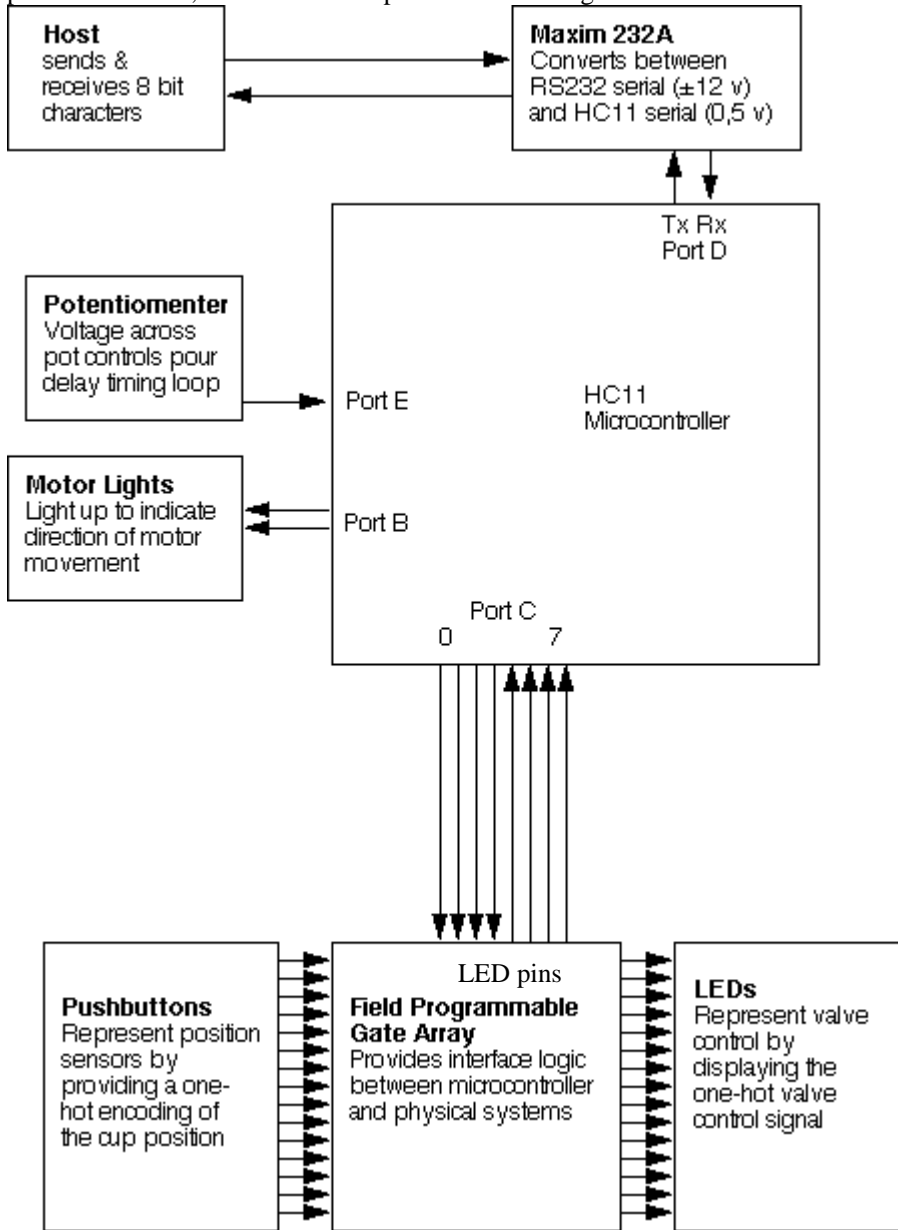 Host
sends &
receives 8 bit
characters
Maxim 232A
Converts between
RS232 serial (±12 v)
and HC11 serial (0,5 v)
Tx Rx
Port D
Potentiomenter
Voltage across
pot controls pour
delay timing loop
Port E
HC11
Microcontroller
Motor Lights
Light up to indicate
direction of motor
movement
Port B
Port C
0 7
Pushbuttons
Represent position
sensors by
providing a one-
hot encoding of
the cup position
LED pins
Field Programmable
Gate Array
Provides interface logic
between microcontroller
and physical systems
LEDs
Represent valve
control by
displaying the
one-hot valve
control signal